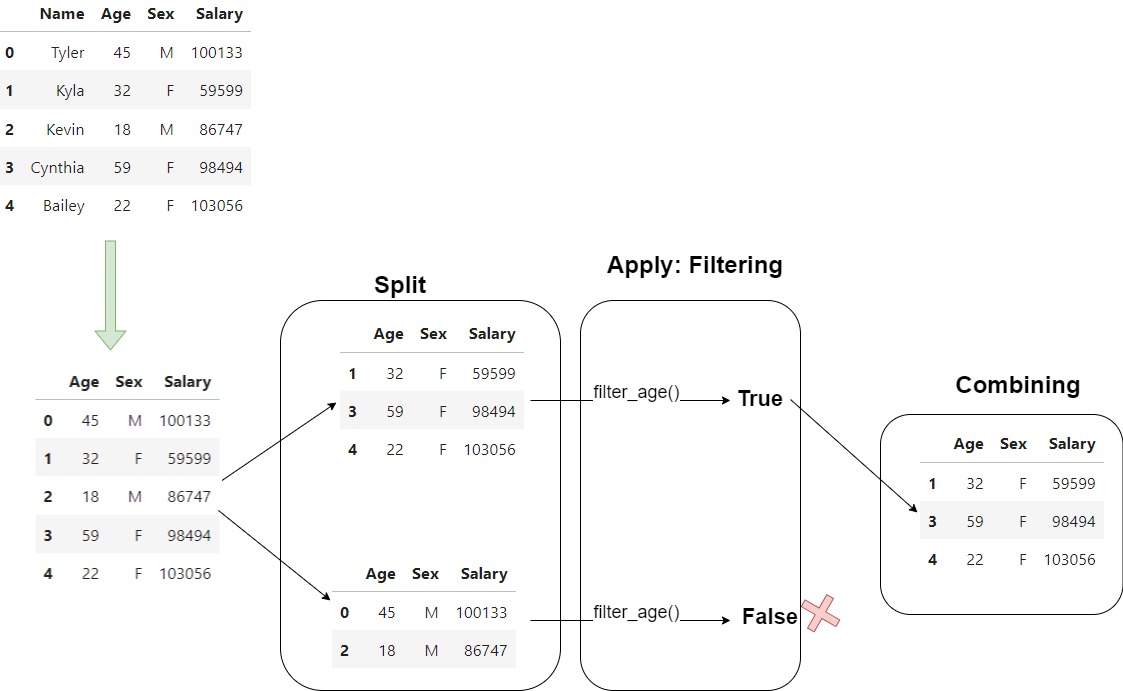 Name Age Sex Salary
0 Tyler 45 M 100133
1 Kyla 32 F 59599
2 Kevin 18 M 86747
3 Cynthia 59 F 98494
4 Bailey 22 F 103056
Age Sex Salary
0 45 M 100133
1 32 F 59599
2 18 M 86747
3 59 F 98494
4 22 F 103056
Split
Age Sex Salary
1 32 F 59599
3 59 F 98494
4 22 F 103056
Age Sex Salary
0 45 M 100133
2 18 M 86747
Apply: Filtering
filter_age()
True
filter_age()
False
Combining
Age Sex Salary
1 32 F 59599
3 59 F 98494
4 22 F 103056